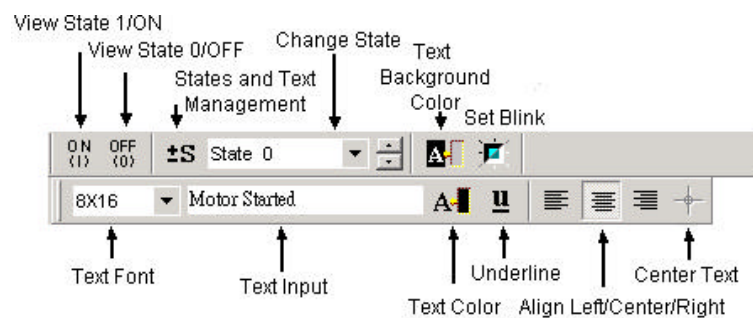 View State 1/ON
View State 0/OFF
Change State
Text
Background
Color
States and Text
Management
Set Blink
ON
(1)
OFF
(0)
±S
State 0
A
8X16
Motor Started
A
u
Text Font
Text Input
Text Color
Underline
Align Left/Center/Right
Center Text